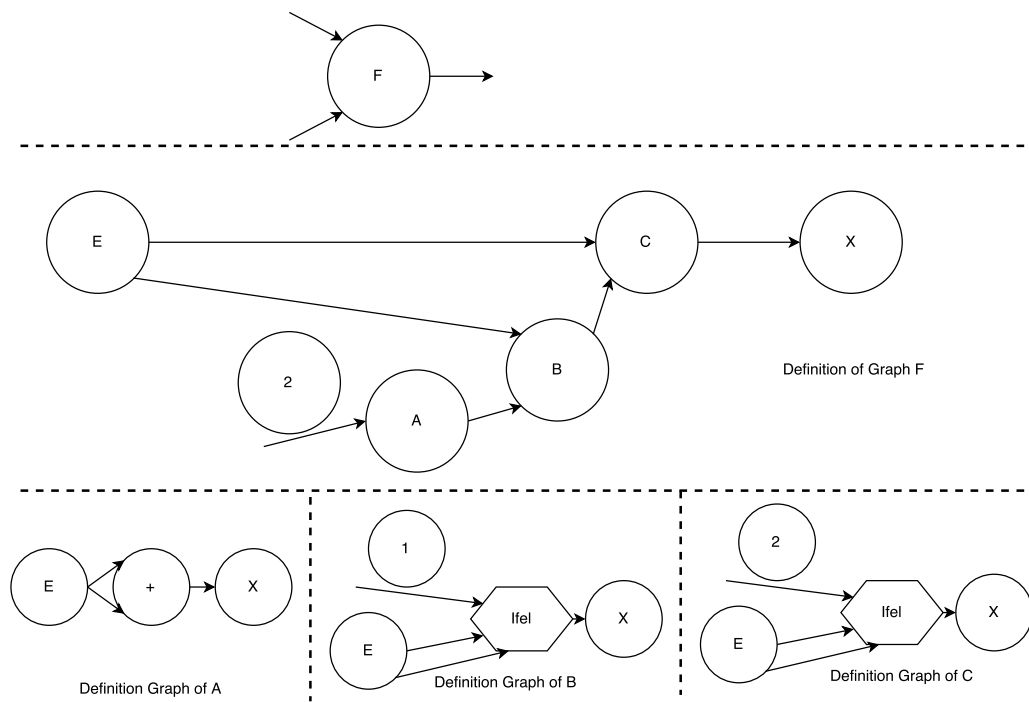 F
E
C
X
2
A
B
Definition of Graph F
E
+
X
Definition Graph of A
1
E
Ifel
X
Definition Graph of B
2
E
Ifel
X
Definition Graph of C